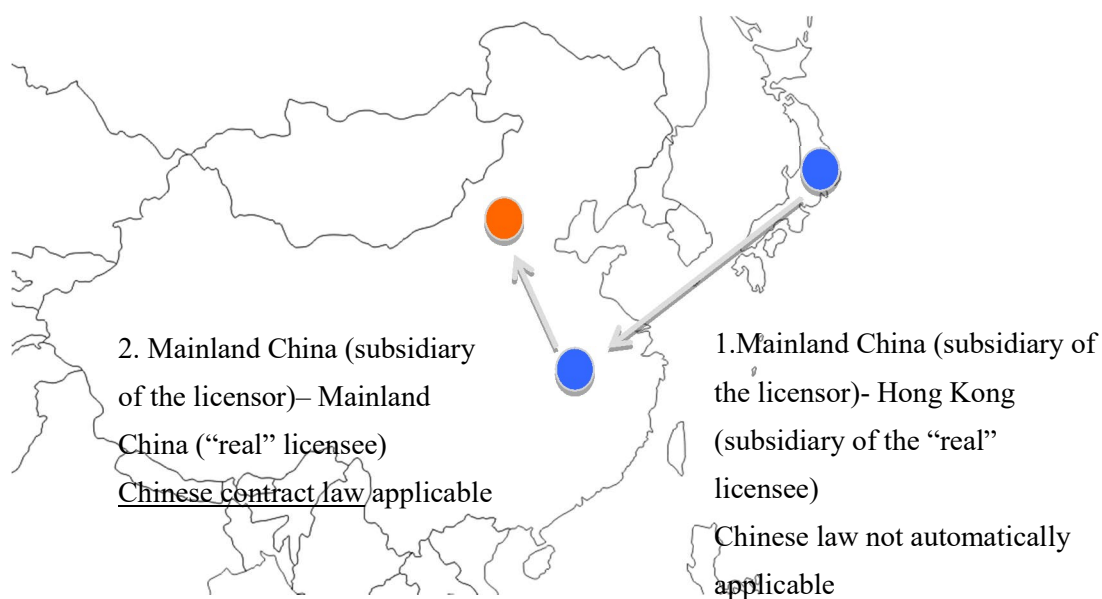 2. Mainland China (subsidiary
of the licensor)– Mainland
China (“real” licensee)
Chinese contract law applicable
1.Mainland China (subsidiary of
the licensor)- Hong Kong
(subsidiary of the “real”
licensee)
Chinese law not automatically
applicable